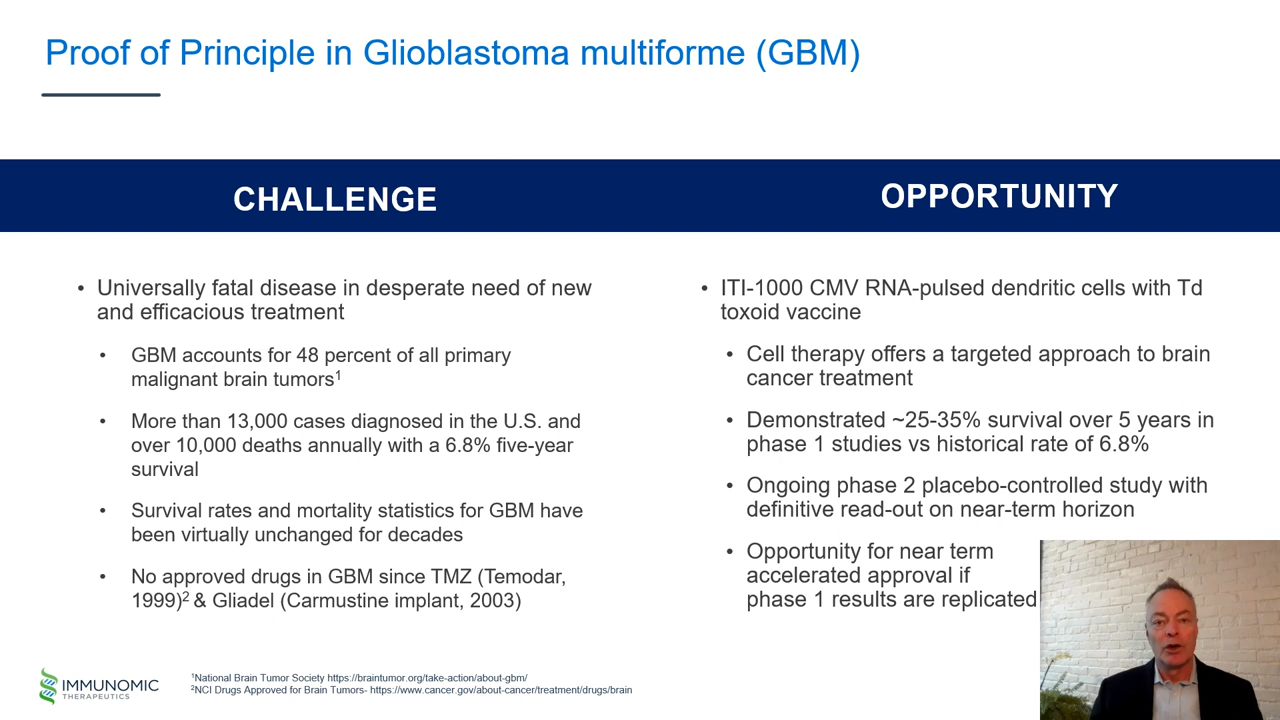 Proof of Principle in Glioblastoma multiforme (GBM)
CHALLENGE
• Universally fatal disease in desperate need of new
and efficacious treatment
• GBM accounts for 48 percent of all primary
malignant brain tumors¹
• More than 13,000 cases diagnosed in the U.S. and
over 10,000 deaths annually with a 6.8% five-year
survival
• Survival rates and mortality statistics for GBM have
been virtually unchanged for decades
• No approved drugs in GBM since TMZ (Temodar,
1999)² & Gliadel (Carmustine implant, 2003)
OPPORTUNITY
• ITI-1000 CMV RNA-pulsed dendritic cells with Td
toxoid vaccine
• Cell therapy offers a targeted approach to brain
cancer treatment
• Demonstrated ~25-35% survival over 5 years in
phase 1 studies vs historical rate of 6.8%
• Ongoing phase 2 placebo-controlled study with
definitive read-out on near-term horizon
• Opportunity for near term
accelerated approval if
phase 1 results are replicated
IMMUNOMIC
THERAPEUTICS
¹National Brain Tumor Society https://braintumor.org/take-action/about-gbm/
²NCI Drugs Approved for Brain Tumors- https://www.cancer.gov/about-cancer/treatment/drugs/brain